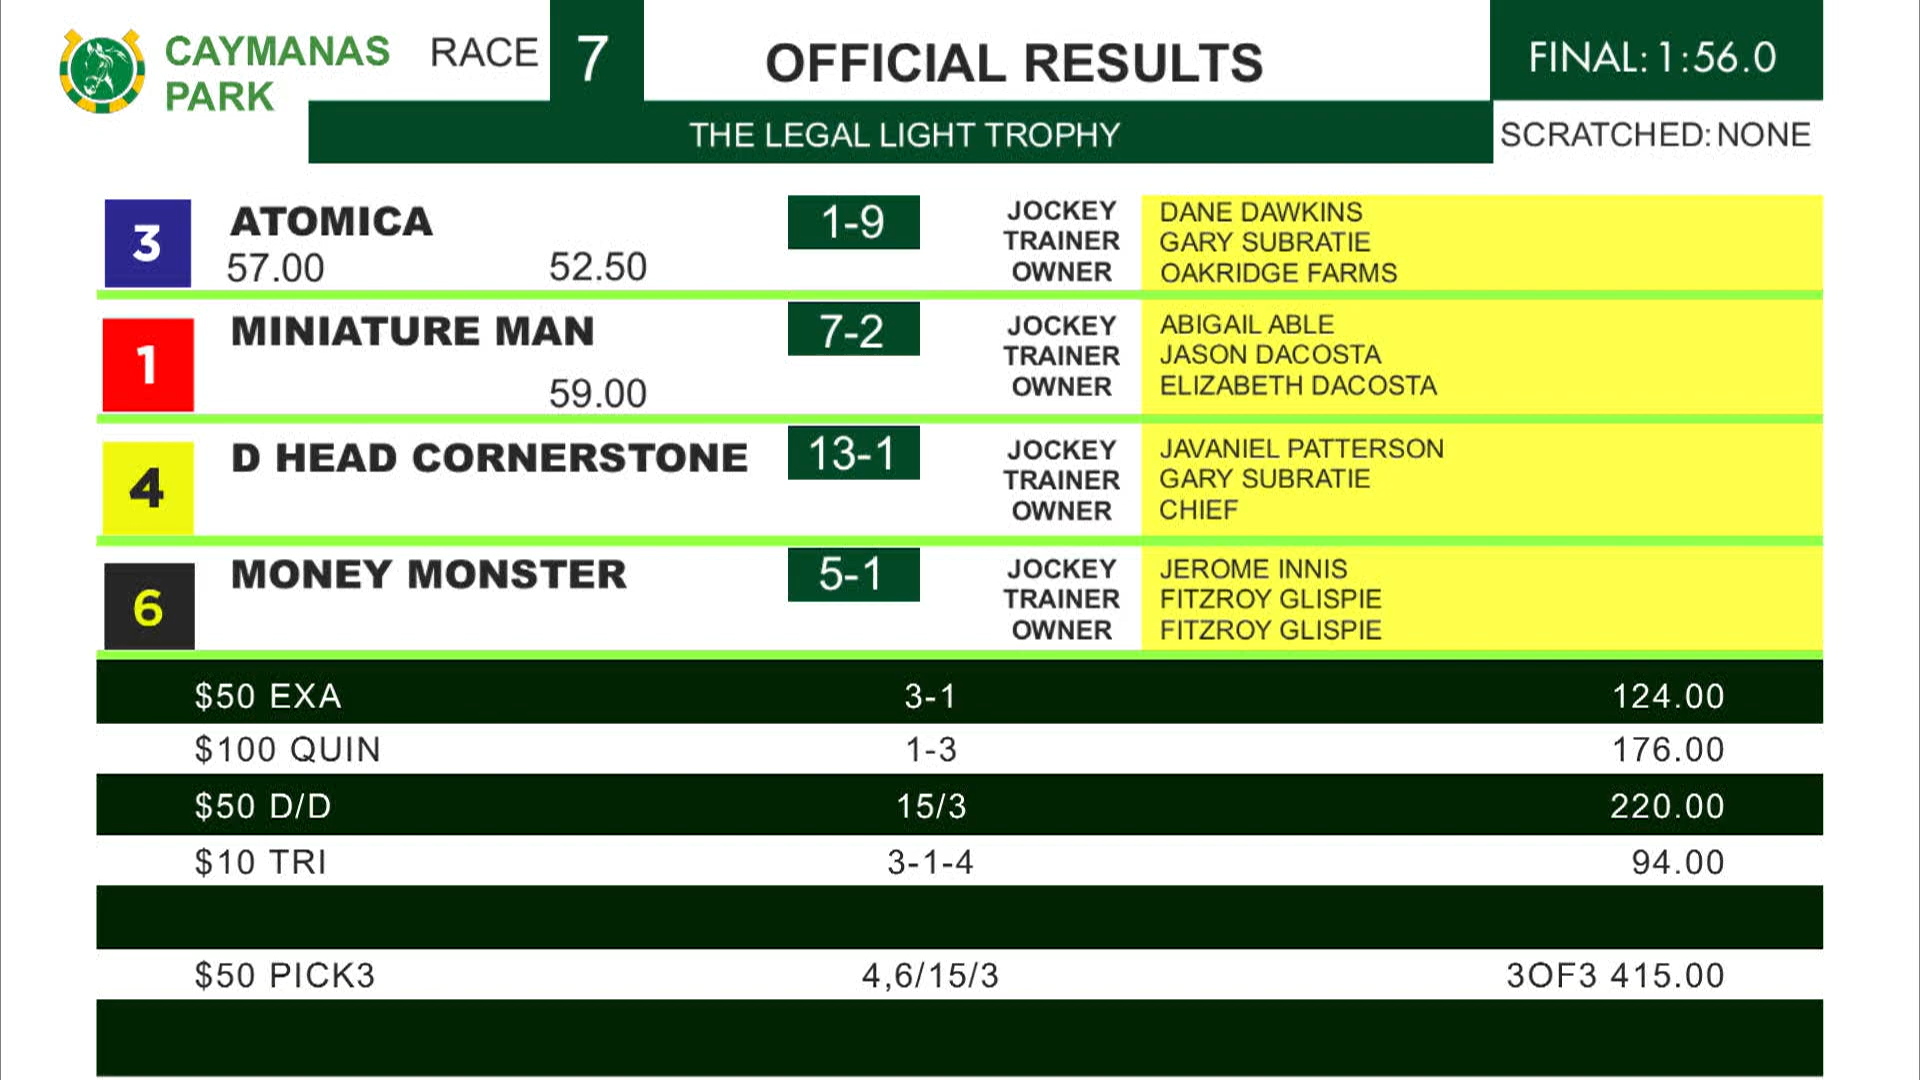 CAYMANAS
PARK
RACE 7
OFFICIAL RESULTS
FINAL: 1:56.0
THE LEGAL LIGHT TROPHY
SCRATCHED: NONE
3
ATOMICA
57.00 52.50
1-9
JOCKEY DANE DAWKINS
TRAINER GARY SUBRATIE
OWNER OAKRIDGE FARMS
1
MINIATURE MAN
59.00
7-2
JOCKEY ABIGAIL ABLE
TRAINER JASON DACOSTA
OWNER ELIZABETH DACOSTA
4
D HEAD CORNERSTONE
13-1
JOCKEY JAVANIEL PATTERSON
TRAINER GARY SUBRATIE
OWNER CHIEF
6
MONEY MONSTER
5-1
JOCKEY JEROME INNIS
TRAINER FITZROY GLISPIE
OWNER FITZROY GLISPIE
$50 EXA 3-1 124.00
$100 QUIN 1-3 176.00
$50 D/D 15/3 220.00
$10 TRI 3-1-4 94.00
$50 PICK3 4,6/15/3 3OF3 415.00